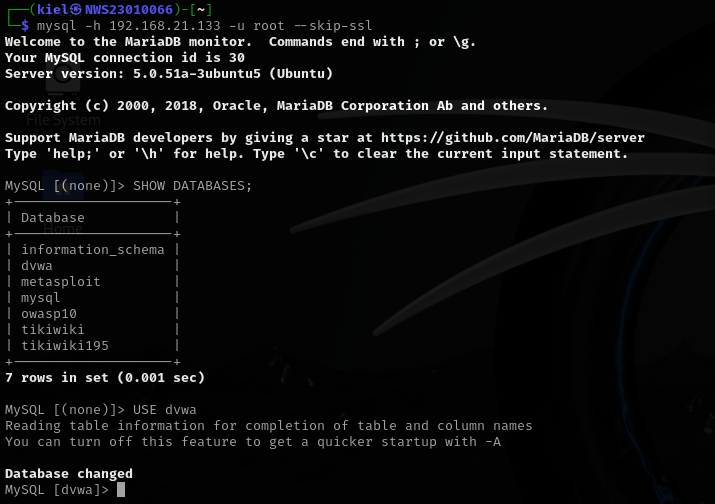 ┌──(kiel㉿NWS23010066)-[~]
└─$ mysql -h 192.168.21.133 -u root --skip-ssl
Welcome to the MariaDB monitor.  Commands end with ; or \g.
Your MySQL connection id is 30
Server version: 5.0.51a-3ubuntu5 (Ubuntu)

Copyright (c) 2000, 2018, Oracle, MariaDB Corporation Ab and others.
File System

Support MariaDB developers by giving a star at https://github.com/MariaDB/server
Type 'help;' or '\h' for help. Type '\c' to clear the current input statement.

MySQL [(none)]> SHOW DATABASES;
+--------------------+
| Database           |
Home
+--------------------+
| information_schema |
| dvwa               |
| metasploit         |
| mysql              |
| owasp10            |
| tikiwiki           |
| tikiwiki195        |
+--------------------+
7 rows in set (0.001 sec)

MySQL [(none)]> USE dvwa
Reading table information for completion of table and column names
You can turn off this feature to get a quicker startup with -A

Database changed
MySQL [dvwa]>